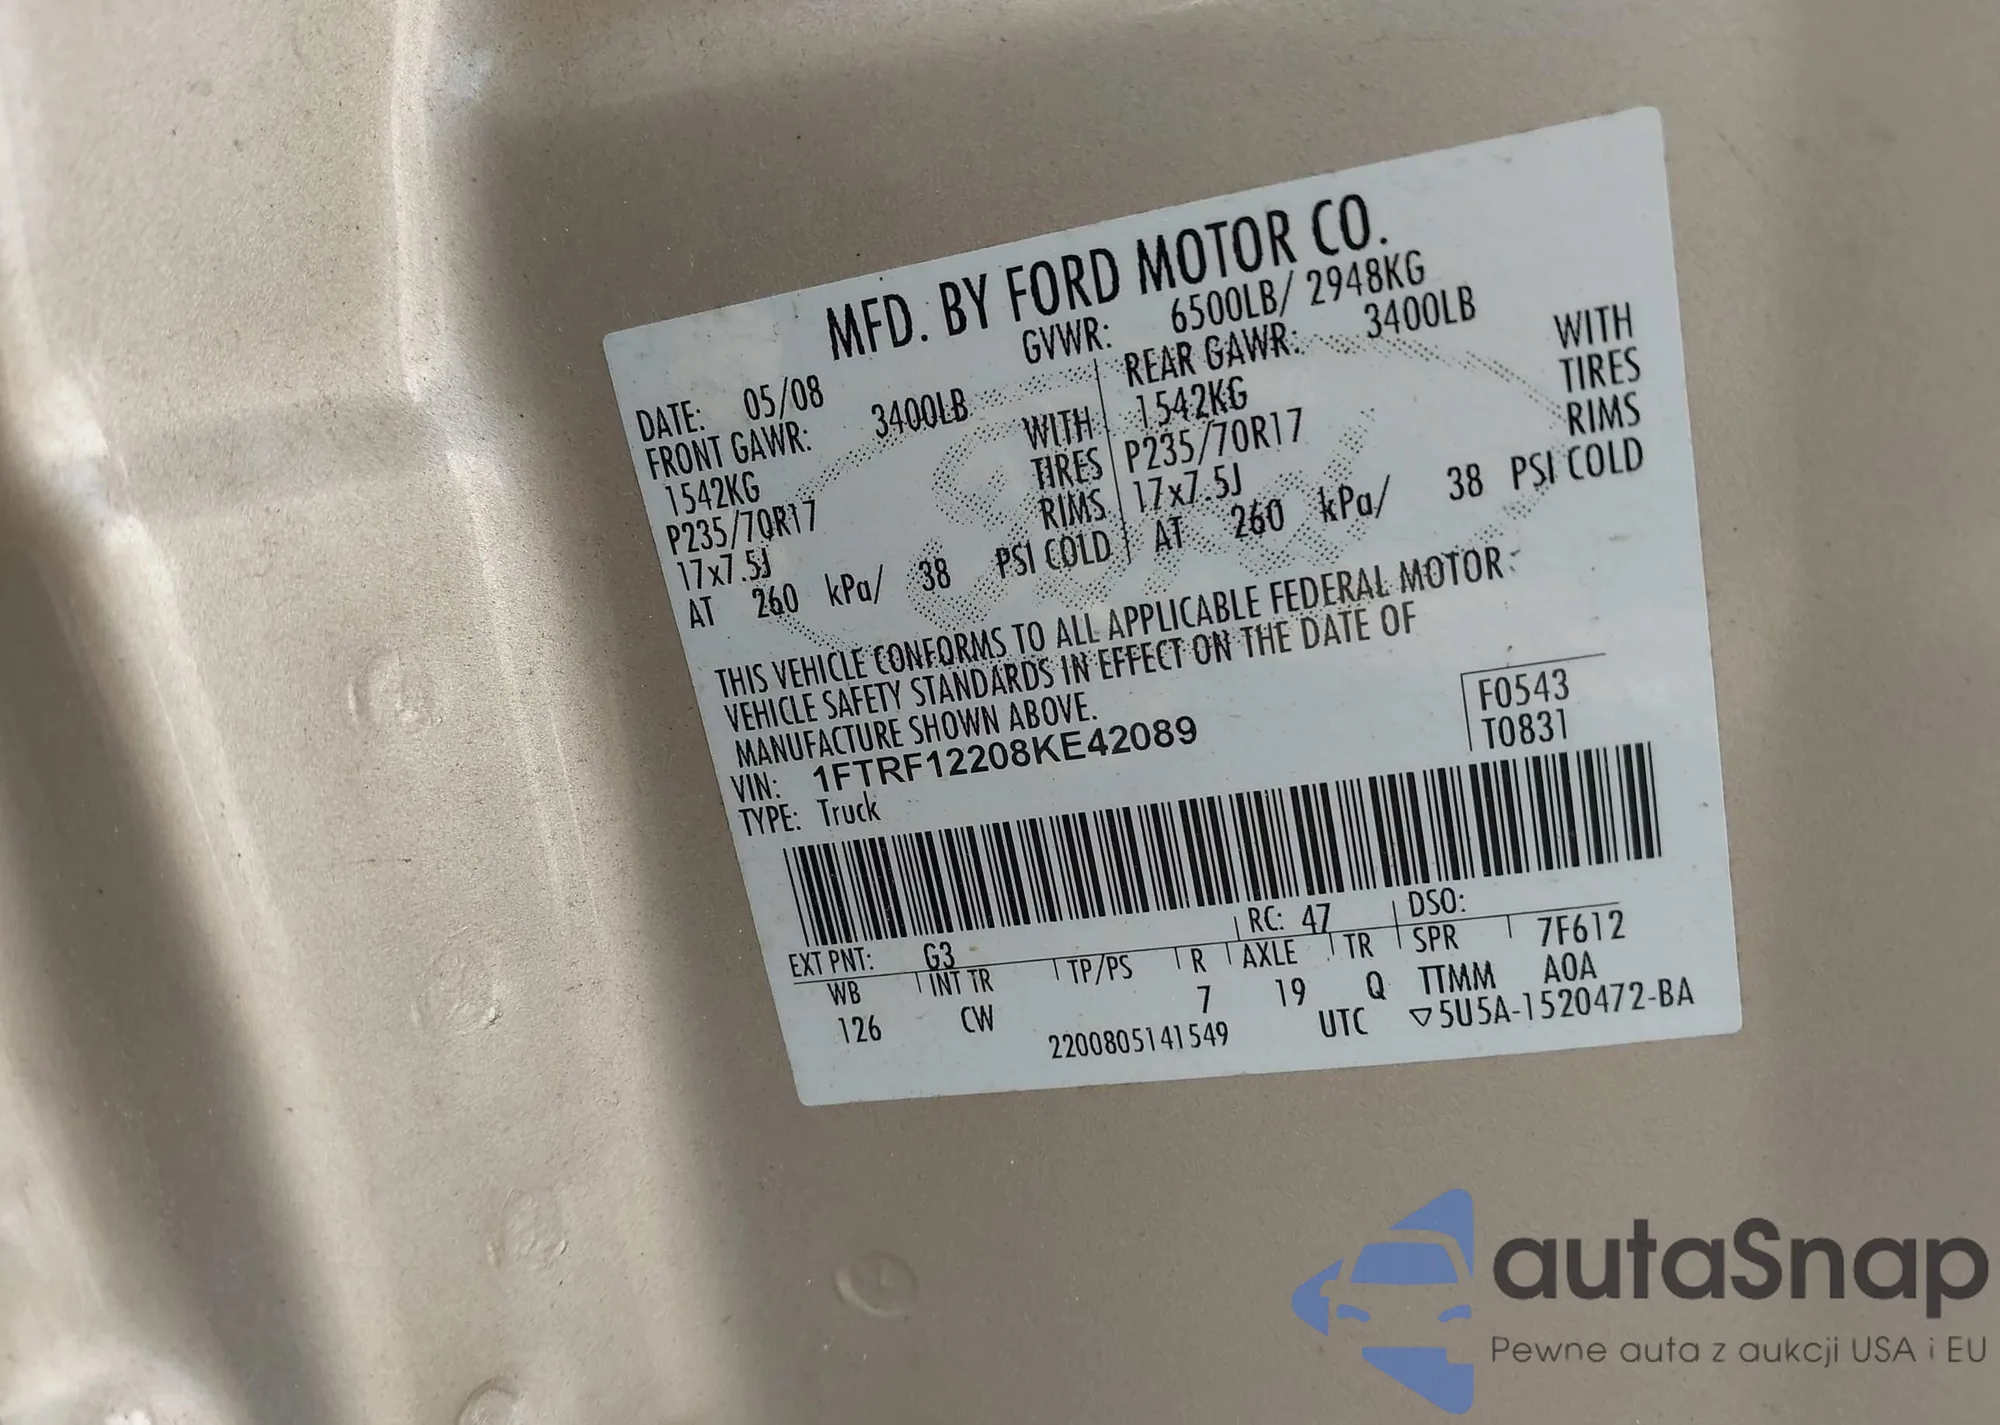 MFD. BY FORD MOTOR CO.
DATE: 05/08 GVWR: 6500LB/ 2948KG
FRONT GAWR: 3400LB REAR GAWR: 3400LB
1542KG WITH 1542KG WITH
P235/70R17 TIRES P235/70R17 TIRES
17x7.5J RIMS 17x7.5J RIMS
AT 260 kPa/ 38 PSI COLD AT 260 kPa/ 38 PSI COLD
THIS VEHICLE CONFORMS TO ALL APPLICABLE FEDERAL MOTOR
VEHICLE SAFETY STANDARDS IN EFFECT ON THE DATE OF
MANUFACTURE SHOWN ABOVE.
VIN: 1FTRF12208KE42089 F0543
TYPE: Truck T0831
EXT PNT: G3 RC: 47 DSO:
WB INT TR TP/PS R AXLE TR SPR 7F612
126 CW 7 19 Q TTMM A0A
2200805141549 UTC ▽5U5A-1520472-BA
autaSnap
Pewne auta z aukcji USA i EU